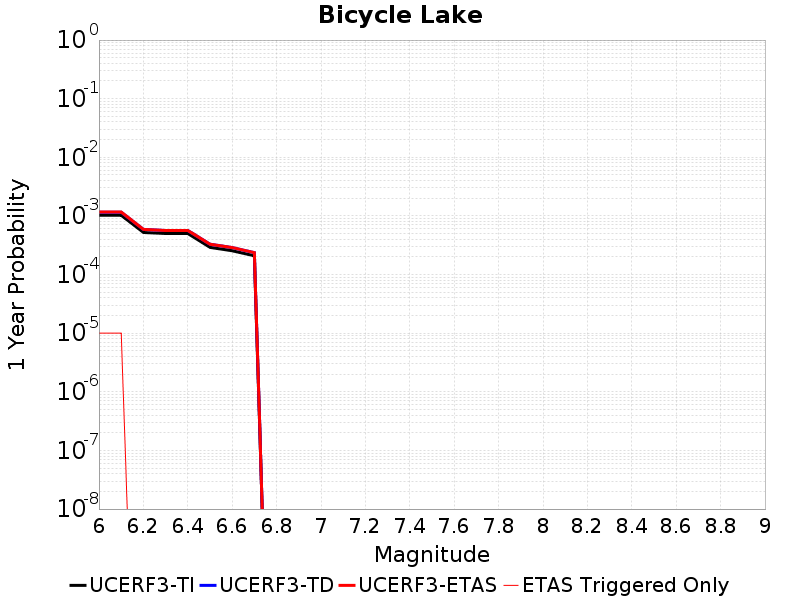 Bicycle Lake
10^0
10^-1
10^-2
10^-3
10^-4
10^-5
10^-6
10^-7
10^-8
1 Year Probability
6 6.2 6.4 6.6 6.8 7 7.2 7.4 7.6 7.8 8 8.2 8.4 8.6 8.8 9
Magnitude
UCERF3-TI UCERF3-TD UCERF3-ETAS ETAS Triggered Only